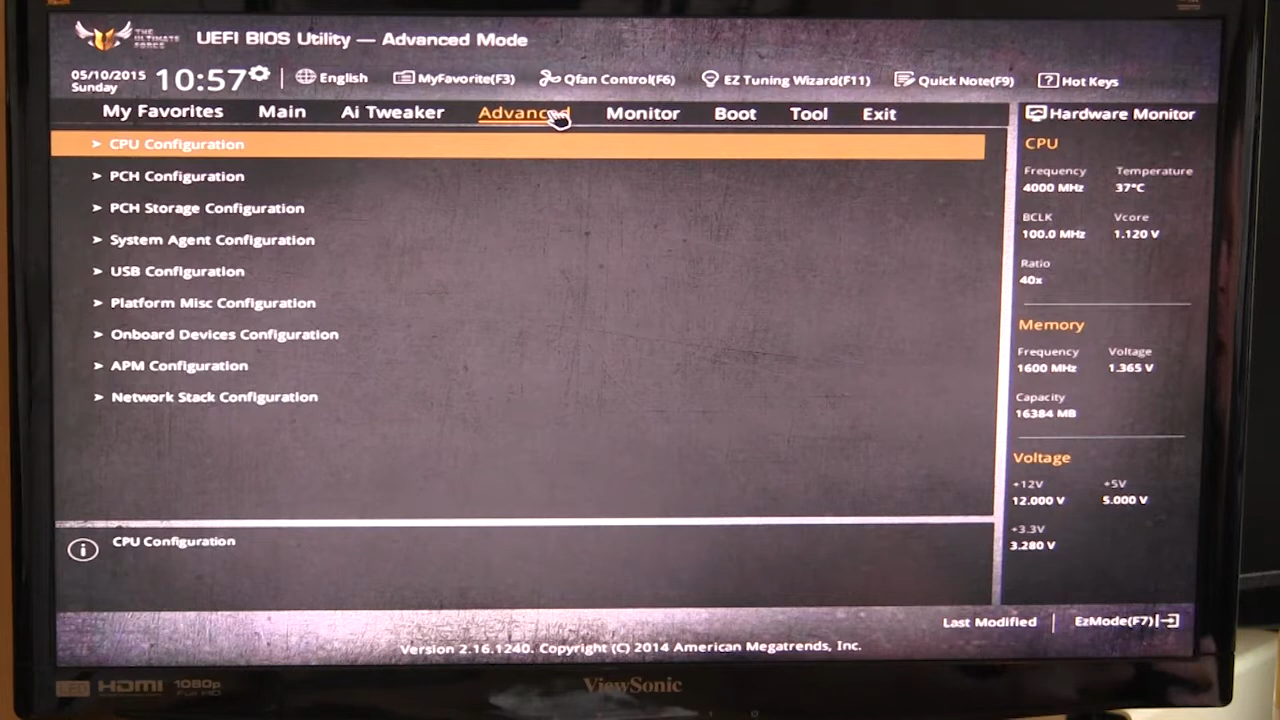 THE ULTIMATE FORCE
UEFI BIOS Utility — Advanced Mode
05/10/2015
Sunday
10:57
English
MyFavorite(F3)
Qfan Control(F6)
EZ Tuning Wizard(F11)
Quick Note(F9)
? Hot Keys
My Favorites
Main
Ai Tweaker
Advanced
Monitor
Boot
Tool
Exit
> CPU Configuration
> PCH Configuration
> PCH Storage Configuration
> System Agent Configuration
> USB Configuration
> Platform Misc Configuration
> Onboard Devices Configuration
> APM Configuration
> Network Stack Configuration
i CPU Configuration
Hardware Monitor
CPU
Frequency Temperature
4000 MHz 37°C
BCLK Vcore
100.0 MHz 1.120 V
Ratio
40x
Memory
Frequency Voltage
1600 MHz 1.365 V
Capacity
16384 MB
Voltage
+12V +5V
12.000 V 5.000 V
+3.3V
3.280 V
Last Modified
EzMode(F7)
Version 2.16.1240. Copyright (C) 2014 American Megatrends, Inc.
LED HDMI 1080p
Full HD
ViewSonic